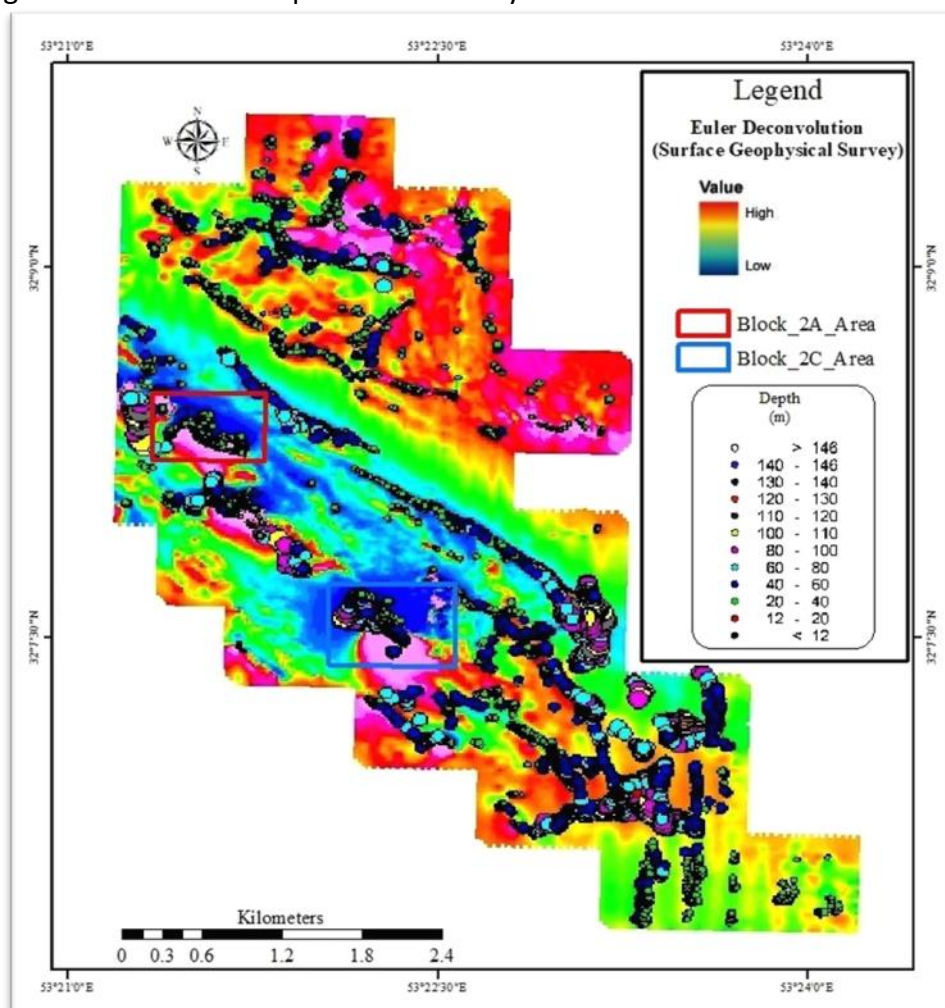 53°21'0"E 53°22'30"E 53°24'0"E
N
W E
S
32°9'0"N 32°9'0"N
32°7'30"N 32°7'30"N
Legend
Euler Deconvolution
(Surface Geophysical Survey)
Value
High
Low
Block_2A_Area
Block_2C_Area
Depth
(m)
> 146
140 - 146
130 - 140
120 - 130
110 - 120
100 - 110
80 - 100
60 - 80
40 - 60
20 - 40
12 - 20
< 12
Kilometers
0 0.3 0.6 1.2 1.8 2.4
53°21'0"E 53°22'30"E 53°24'0"E